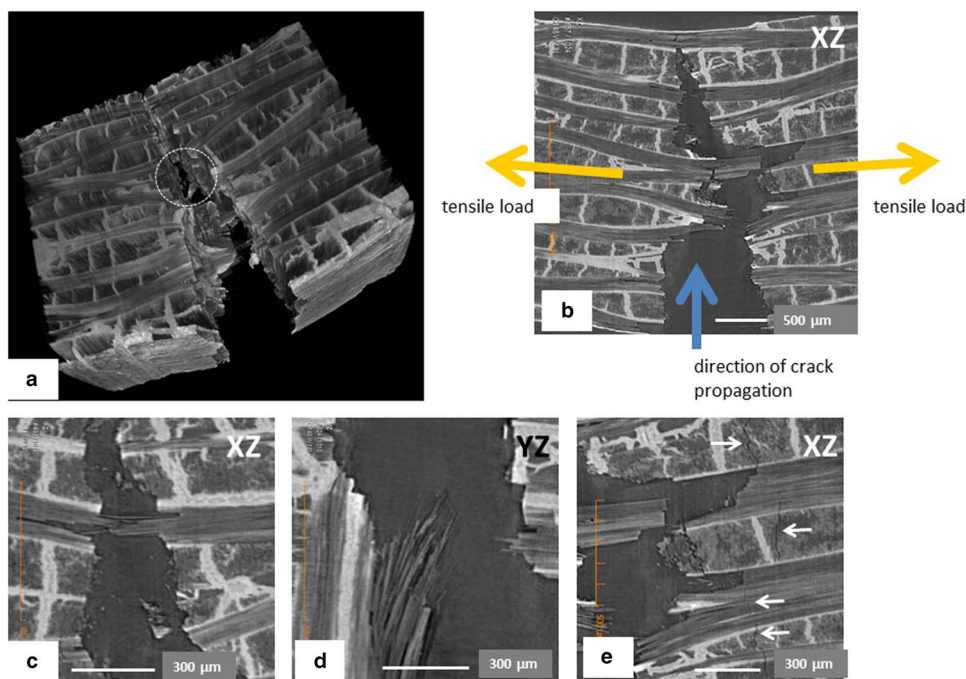 XZ
tensile load
tensile load
a
b
500 µm
direction of crack
propagation
XZ
YZ
XZ
c
300 µm
d
300 µm
e
300 µm